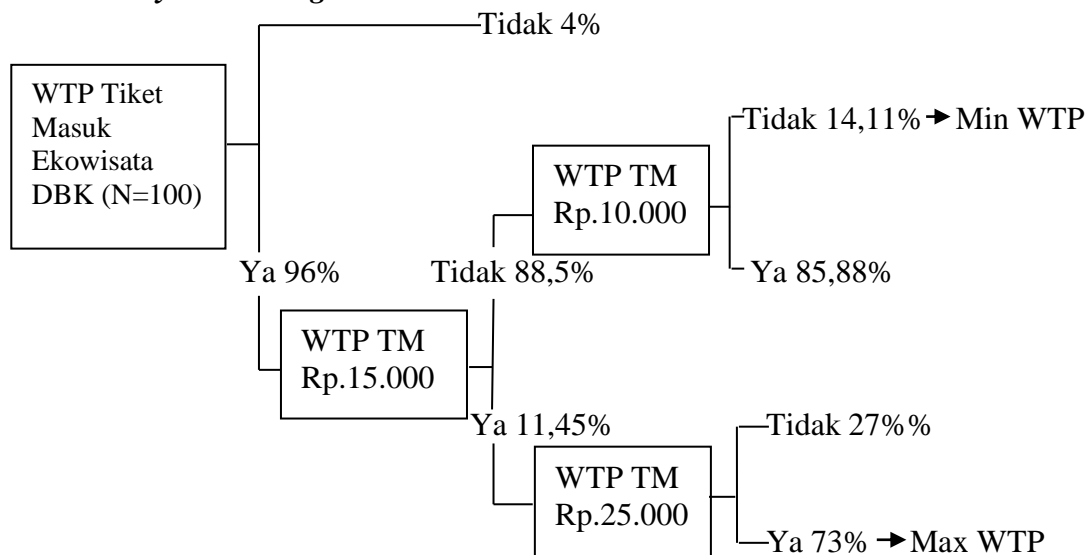 Tidak 4%
WTP Tiket
Masuk
Ekowisata
DBK (N=100)
Tidak 14,11% → Min WTP
WTP TM
Rp.10.000
Ya 96%
Tidak 88,5%
Ya 85,88%
WTP TM
Rp.15.000
Ya 11,45%
Tidak 27%%
WTP TM
Rp.25.000
Ya 73% → Max WTP